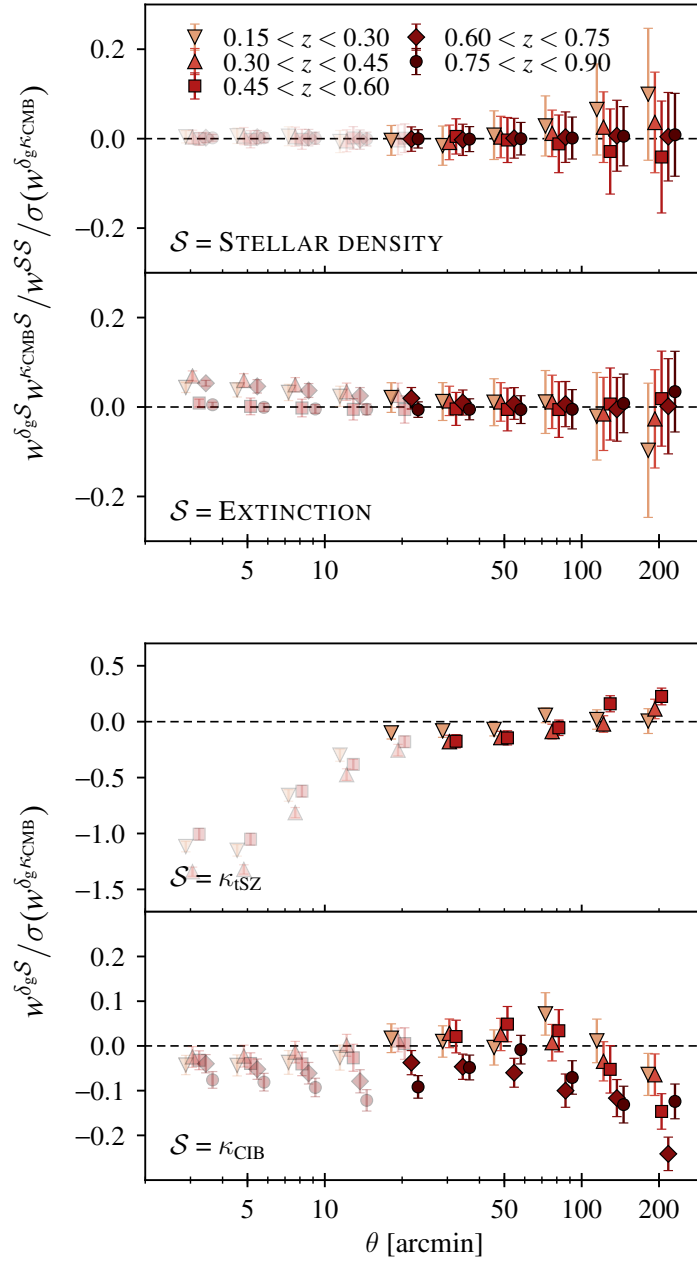 0.15 < z < 0.30
0.30 < z < 0.45
0.45 < z < 0.60
0.60 < z < 0.75
0.75 < z < 0.90
0.2
0.0
−0.2
𝒮 = STELLAR DENSITY
0.2
0.0
−0.2
𝒮 = EXTINCTION
w^{δ_g 𝒮} w^{κ_CMB 𝒮} / w^{𝒮𝒮} / σ(w^{δ_g κ_CMB})
5 10 50 100 200
0.5
0.0
−0.5
−1.0
−1.5
𝒮 = κ_tSZ
0.2
0.1
0.0
−0.1
−0.2
𝒮 = κ_CIB
w^{δ_g 𝒮} / σ(w^{δ_g κ_CMB})
5 10 50 100 200
θ [arcmin]